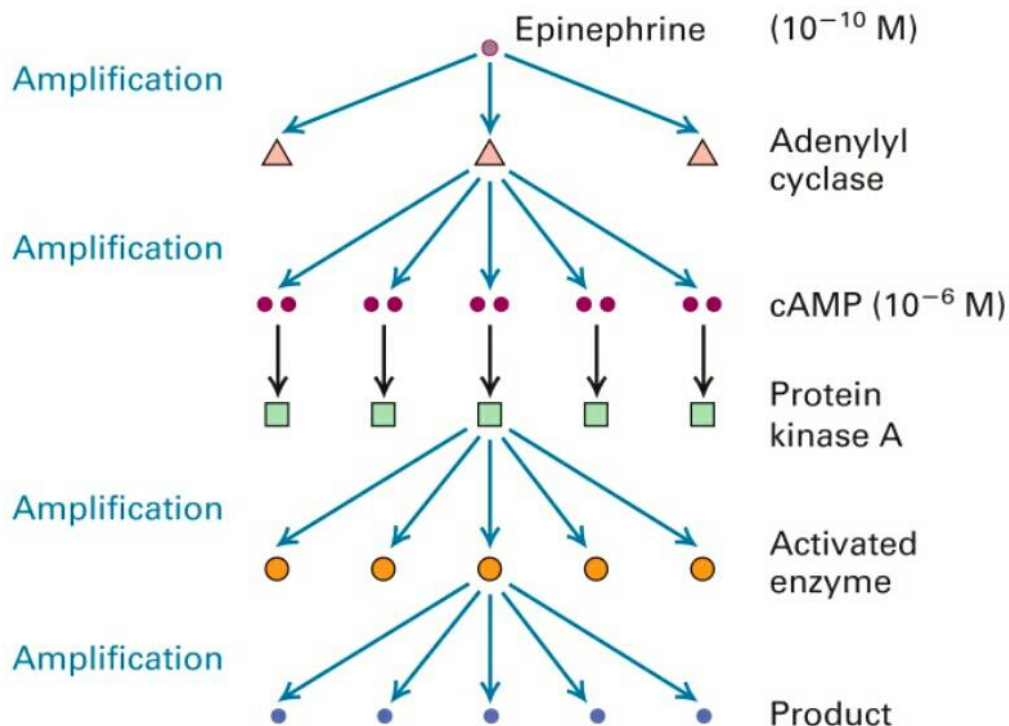 Epinephrine (10⁻¹⁰ M)
Amplification
Adenylyl
cyclase
Amplification
cAMP (10⁻⁶ M)
Protein
kinase A
Amplification
Activated
enzyme
Amplification
Product